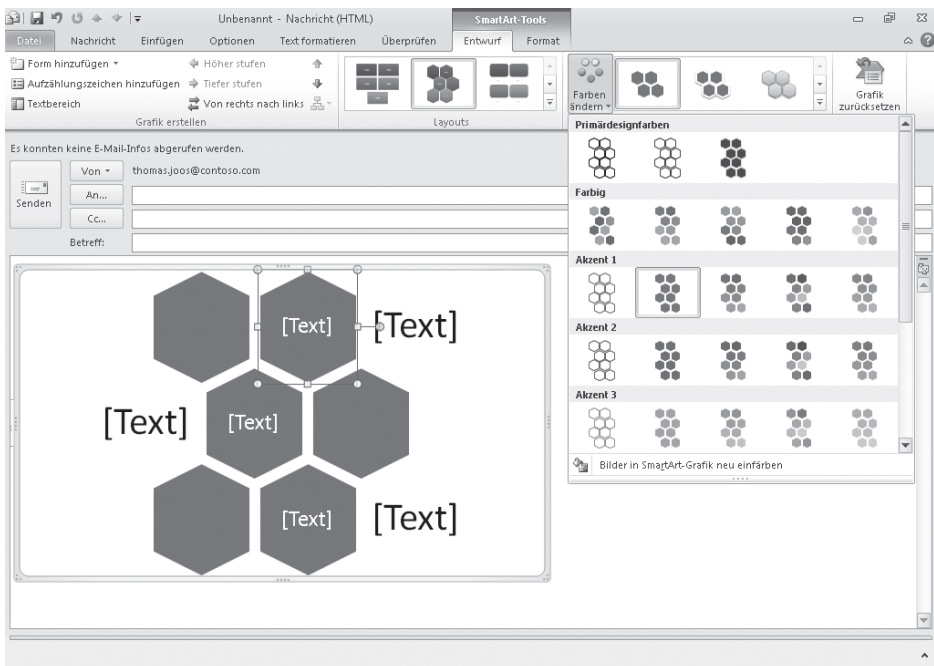 Unbenannt - Nachricht (HTML)
SmartArt-Tools
Datei Nachricht Einfügen Optionen Text formatieren Überprüfen Entwurf Format
Form hinzufügen
Höher stufen
Aufzählungszeichen hinzufügen
Tiefer stufen
Textbereich
Von rechts nach links
Grafik erstellen
Layouts
Farben
ändern
Grafik
zurücksetzen
Es konnten keine E-Mail-Infos abgerufen werden.
Senden
Von
thomas.joos@contoso.com
An...
Cc...
Betreff:
[Text] [Text]
[Text] [Text]
[Text] [Text]
Primärdesignfarben
Farbig
Akzent 1
Akzent 2
Akzent 3
Bilder in SmartArt-Grafik neu einfärben